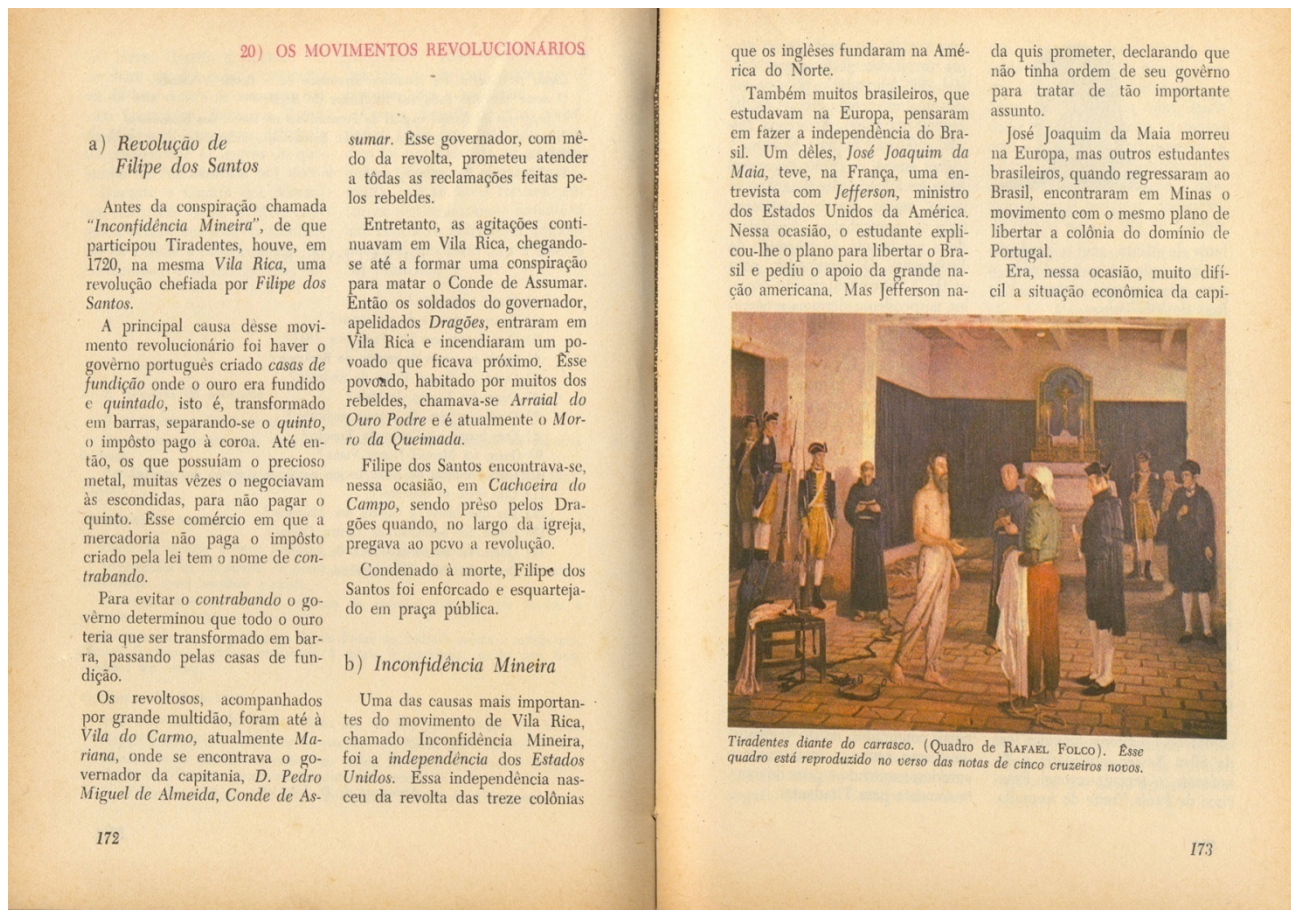 20) OS MOVIMENTOS REVOLUCIONÁRIOS
a) Revolução de
Filipe dos Santos
Antes da conspiração chamada
"Inconfidência Mineira", de que
participou Tiradentes, houve, em
1720, na mesma Vila Rica, uma
revolução chefiada por Filipe dos
Santos.
A principal causa dêsse movi-
mento revolucionário foi haver o
govêrno português criado casas de
fundição onde o ouro era fundido
e quintado, isto é, transformado
em barras, separando-se o quinto,
o impôsto pago à coroa. Até en-
tão, os que possuíam o precioso
metal, muitas vêzes o negociavam
às escondidas, para não pagar o
quinto. Êsse comércio em que a
mercadoria não paga o impôsto
criado pela lei tem o nome de con-
trabando.
Para evitar o contrabando o go-
vêrno determinou que todo o ouro
teria que ser transformado em bar-
ra, passando pelas casas de fun-
dição.
Os revoltosos, acompanhados
por grande multidão, foram até à
Vila do Carmo, atualmente Ma-
riana, onde se encontrava o go-
vernador da capitania, D. Pedro
Miguel de Almeida, Conde de As-
sumar. Êsse governador, com mê-
do da revolta, prometeu atender
a tôdas as reclamações feitas pe-
los rebeldes.
Entretanto, as agitações conti-
nuavam em Vila Rica, chegando-
se até a formar uma conspiração
para matar o Conde de Assumar.
Então os soldados do governador,
apelidados Dragões, entraram em
Vila Rica e incendiaram um po-
voado que ficava próximo. Êsse
povoado, habitado por muitos dos
rebeldes, chamava-se Arraial do
Ouro Podre e é atualmente o Mor-
ro da Queimada.
Filipe dos Santos encontrava-se,
nessa ocasião, em Cachoeira do
Campo, sendo prêso pelos Dra-
gões quando, no largo da igreja,
pregava ao povo a revolução.
Condenado à morte, Filipe dos
Santos foi enforcado e esquarteja-
do em praça pública.
b) Inconfidência Mineira
Uma das causas mais importan-
tes do movimento de Vila Rica,
chamado Inconfidência Mineira,
foi a independência dos Estados
Unidos. Essa independência nas-
ceu da revolta das treze colônias
172
que os inglêses fundaram na Amé-
rica do Norte.
Também muitos brasileiros, que
estudavam na Europa, pensaram
em fazer a independência do Bra-
sil. Um dêles, José Joaquim da
Maia, teve, na França, uma en-
trevista com Jefferson, ministro
dos Estados Unidos da América.
Nessa ocasião, o estudante expli-
cou-lhe o plano para libertar o Bra-
sil e pediu o apoio da grande na-
ção americana. Mas Jefferson na-
da quis prometer, declarando que
não tinha ordem de seu govêrno
para tratar de tão importante
assunto.
José Joaquim da Maia morreu
na Europa, mas outros estudantes
brasileiros, quando regressaram ao
Brasil, encontraram em Minas o
movimento com o mesmo plano de
libertar a colônia do domínio de
Portugal.
Era, nessa ocasião, muito difí-
cil a situação econômica da capi-
Tiradentes diante do carrasco. (Quadro de RAFAEL FOLCO). Êsse
quadro está reproduzido no verso das notas de cinco cruzeiros novos.
173